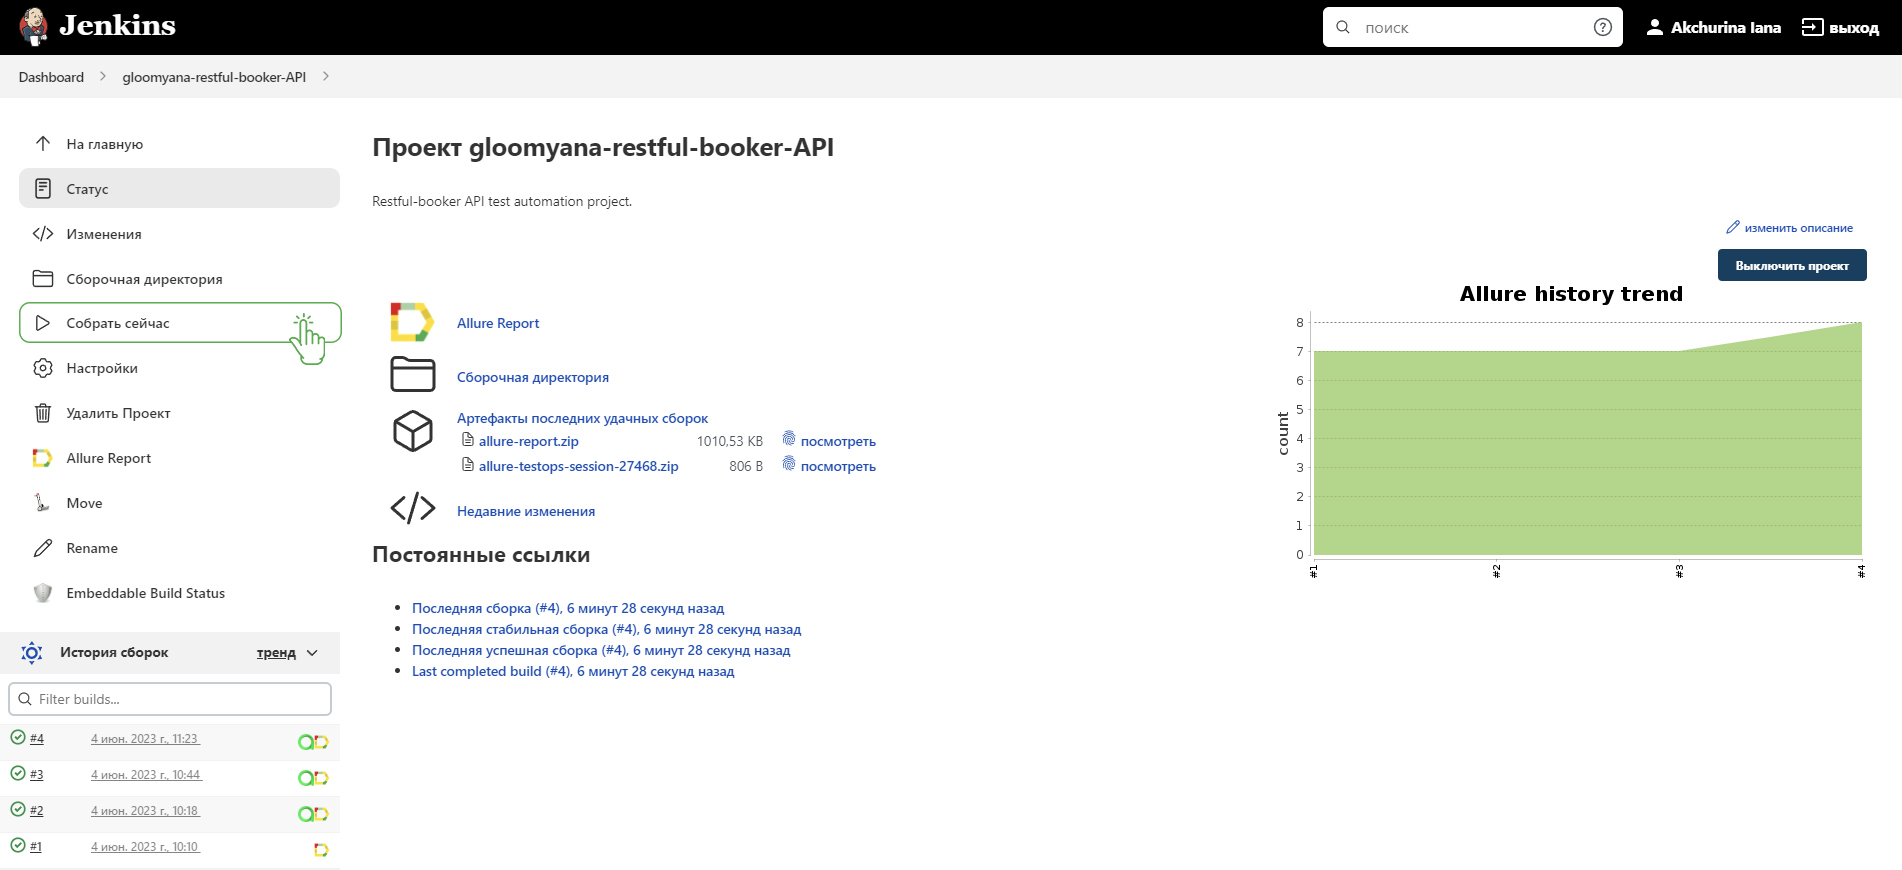 Jenkins
поиск
Akchurina Iana
выход
Dashboard
gloomyana-restful-booker-API
На главную
Статус
Изменения
Сборочная директория
Собрать сейчас
Настройки
Удалить Проект
Allure Report
Move
Rename
Embeddable Build Status
История сборок
тренд
Filter builds...
#4 4 июн. 2023 г., 11:23
#3 4 июн. 2023 г., 10:44
#2 4 июн. 2023 г., 10:18
#1 4 июн. 2023 г., 10:10
Проект gloomyana-restful-booker-API
Restful-booker API test automation project.
изменить описание
Выключить проект
Allure Report
Сборочная директория
Артефакты последних удачных сборок
allure-report.zip 1010,53 KB посмотреть
allure-testops-session-27468.zip 806 B посмотреть
Недавние изменения
Постоянные ссылки
Последняя сборка (#4), 6 минут 28 секунд назад
Последняя стабильная сборка (#4), 6 минут 28 секунд назад
Последняя успешная сборка (#4), 6 минут 28 секунд назад
Last completed build (#4), 6 минут 28 секунд назад
Allure history trend
count
8
7
6
5
4
3
2
1
0
#1 #2 #3 #4